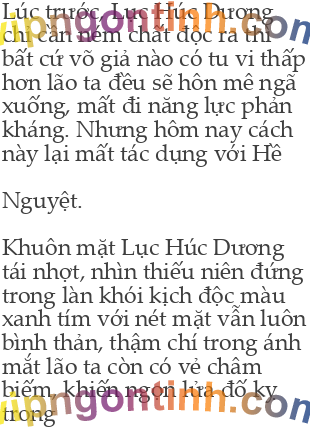 Lúc trước, Lục Húc Dương
chỉ cần ném chất độc ra thì
bất cứ võ giả nào có tu vi thấp
hơn lão ta đều sẽ hôn mê ngã
xuống, mất đi năng lực phản
kháng. Nhưng hôm nay cách
này lại mất tác dụng với Hề
Nguyệt.
Khuôn mặt Lục Húc Dương
tái nhợt, nhìn thiếu niên đứng
trong làn khói kịch độc màu
xanh tím với nét mặt vẫn luôn
bình thản, thậm chí trong ánh
mắt lão ta còn có vẻ châm
biếm, khiến ngọn lửa đố kỵ
trong